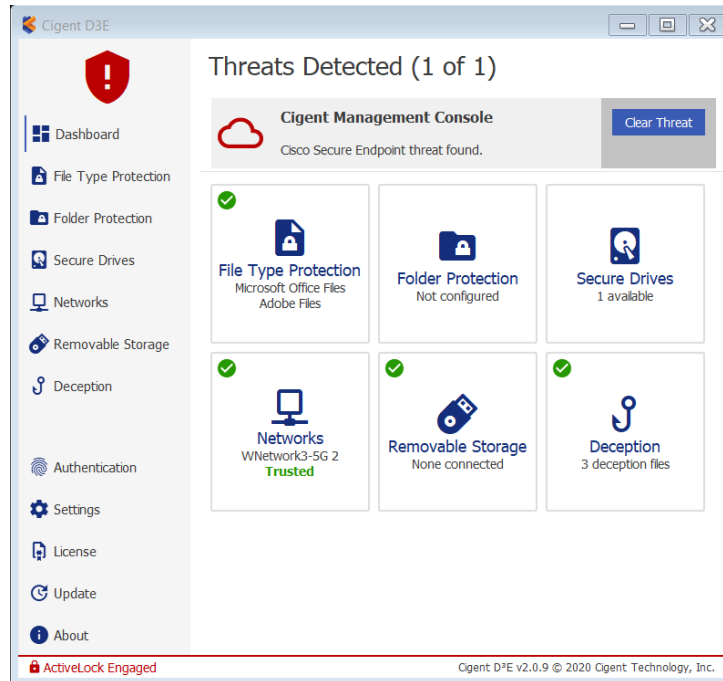 Cigent D3E
Threats Detected (1 of 1)
Cigent Management Console
Cisco Secure Endpoint threat found.
Clear Threat
Dashboard
File Type Protection
Folder Protection
Secure Drives
Networks
Removable Storage
Deception
Authentication
Settings
License
Update
About
File Type Protection
Microsoft Office Files
Adobe Files
Folder Protection
Not configured
Secure Drives
1 available
Networks
WNetwork3-5G 2
Trusted
Removable Storage
None connected
Deception
3 deception files
ActiveLock Engaged
Cigent D³E v2.0.9 © 2020 Cigent Technology, Inc.